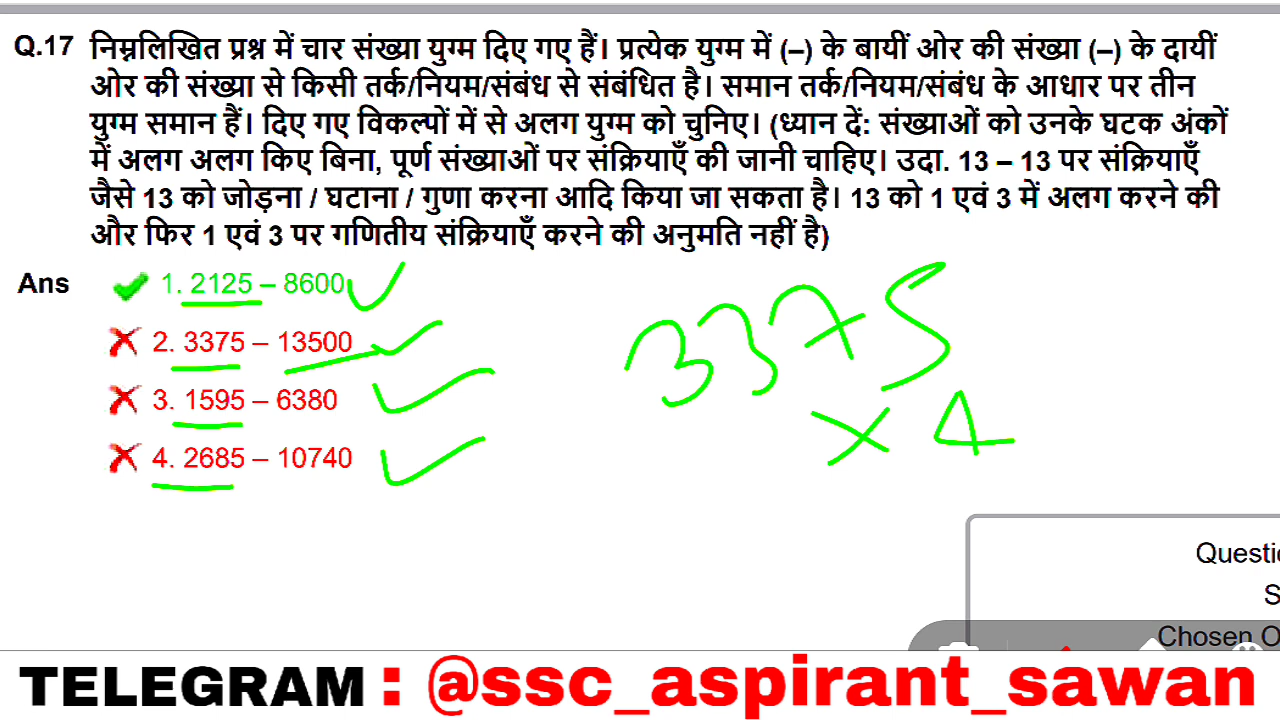 Q.17 निम्नलिखित प्रश्न में चार संख्या युग्म दिए गए हैं। प्रत्येक युग्म में (–) के बायीं ओर की संख्या (–) के दायीं
ओर की संख्या से किसी तर्क/नियम/संबंध से संबंधित है। समान तर्क/नियम/संबंध के आधार पर तीन
युग्म समान हैं। दिए गए विकल्पों में से अलग युग्म को चुनिए। (ध्यान दें: संख्याओं को उनके घटक अंकों
में अलग अलग किए बिना, पूर्ण संख्याओं पर संक्रियाएँ की जानी चाहिए। उदा. 13 – 13 पर संक्रियाएँ
जैसे 13 को जोड़ना / घटाना / गुणा करना आदि किया जा सकता है। 13 को 1 एवं 3 में अलग करने की
और फिर 1 एवं 3 पर गणितीय संक्रियाएँ करने की अनुमति नहीं है)
Ans 1. 2125 – 8600
2. 3375 – 13500
3. 1595 – 6380
4. 2685 – 10740
3375
× 4
Questi
S
Chosen O
TELEGRAM : @ssc_aspirant_sawan